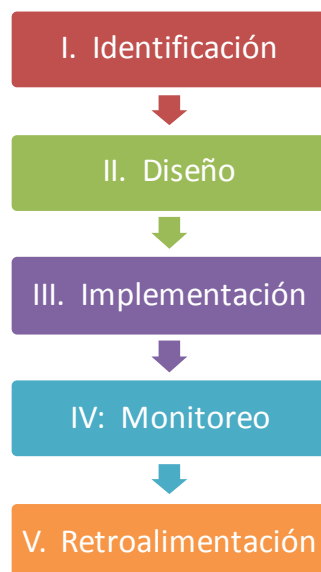 I. Identificación
II. Diseño
III. Implementación
IV: Monitoreo
V. Retroalimentación